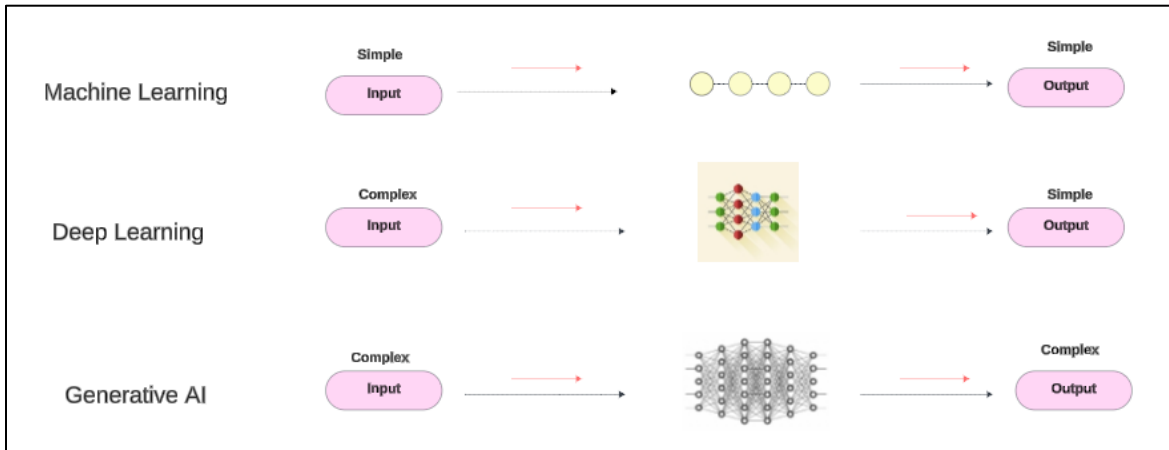 Simple
Simple
Machine Learning
Input
Output
Complex
Simple
Deep Learning
Input
Output
Complex
Complex
Generative AI
Input
Output